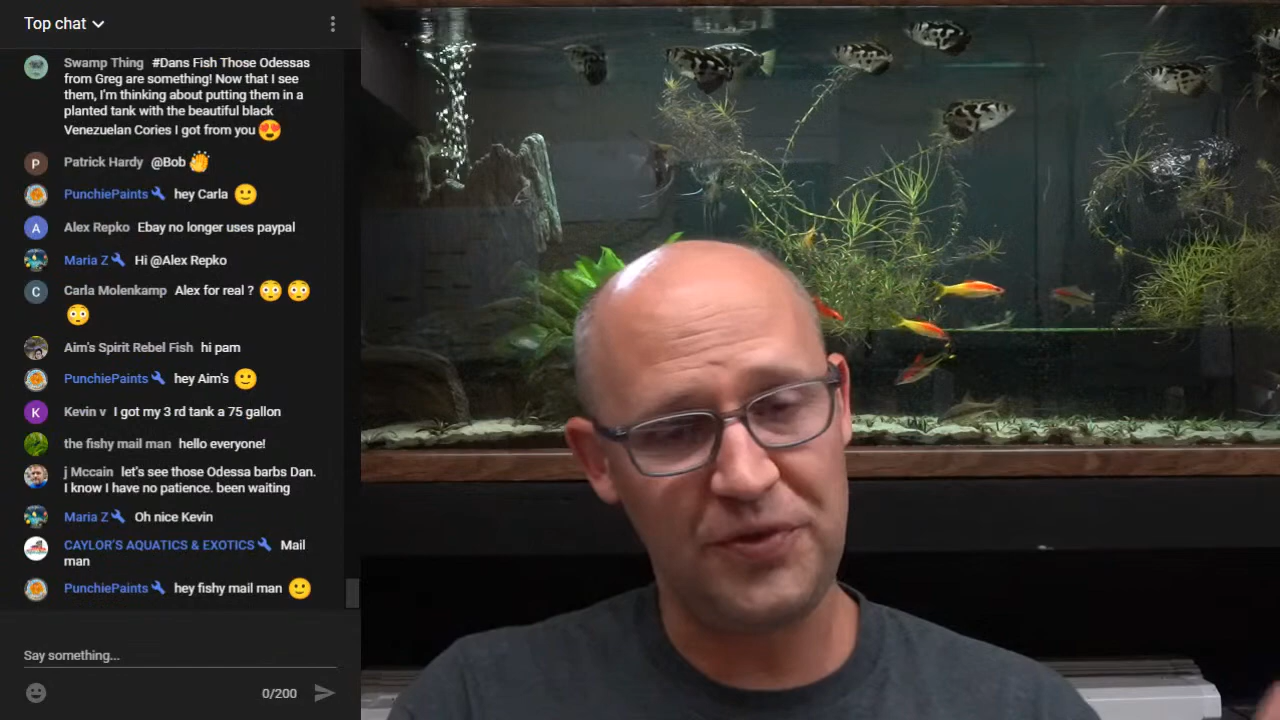 Top chat
Swamp Thing #Dans Fish Those Odessas
from Greg are something! Now that I see
them, I'm thinking about putting them in a
planted tank with the beautiful black
Venezuelan Cories I got from you
P Patrick Hardy @Bob
PunchiePaints hey Carla
A Alex Repko Ebay no longer uses paypal
Maria Z Hi @Alex Repko
C Carla Molenkamp Alex for real ?
Aim's Spirit Rebel Fish hi pam
PunchiePaints hey Aim's
K Kevin v I got my 3 rd tank a 75 gallon
the fishy mail man hello everyone!
j Mccain let's see those Odessa barbs Dan.
I know I have no patience. been waiting
Maria Z Oh nice Kevin
CAYLOR'S AQUATICS & EXOTICS Mail
man
PunchiePaints hey fishy mail man
Say something...
0/200